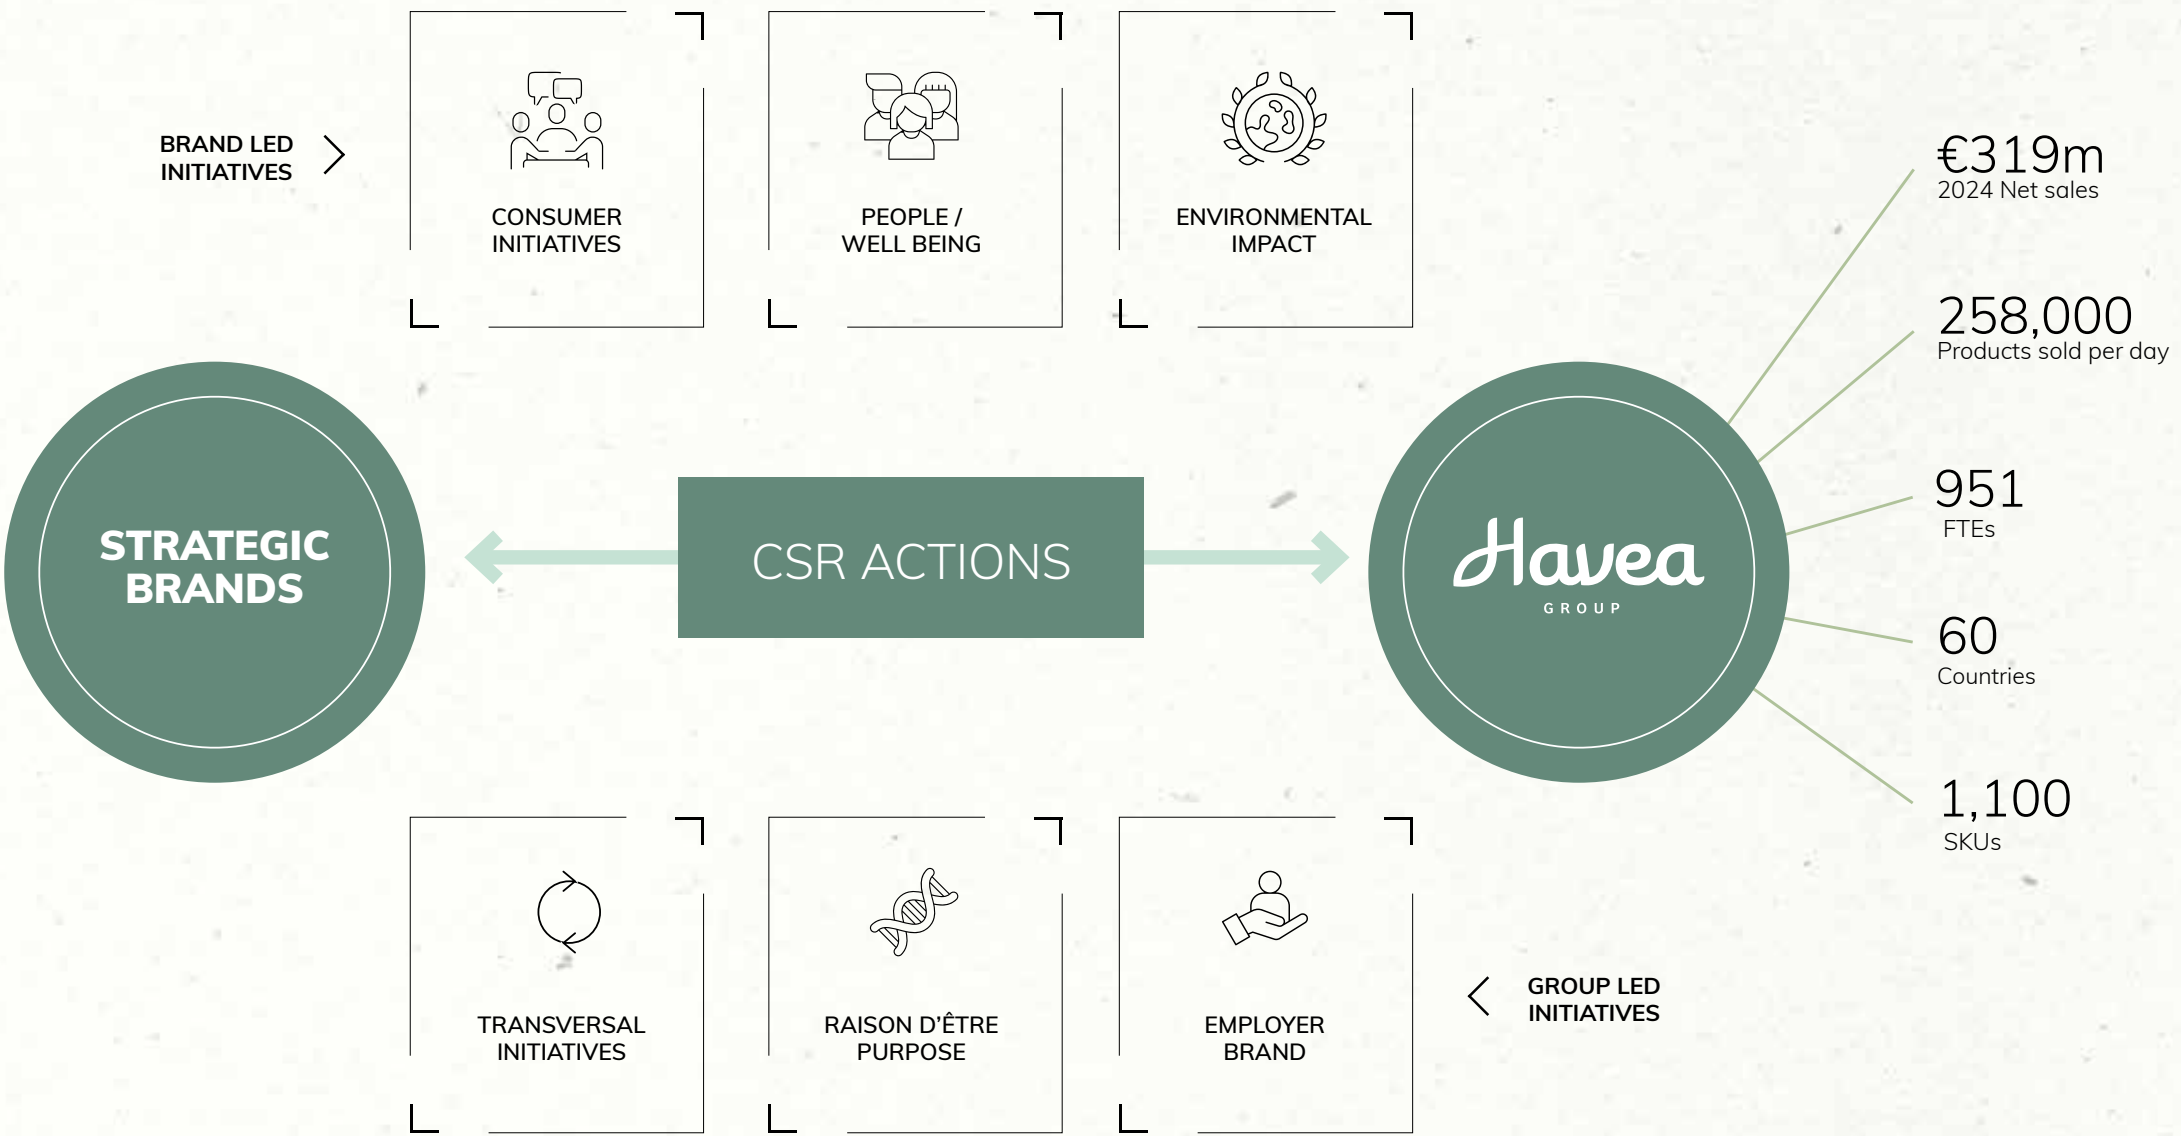 BRAND LED
INITIATIVES
CONSUMER
INITIATIVES
PEOPLE /
WELL BEING
ENVIRONMENTAL
IMPACT
€319m
2024 Net sales
258,000
Products sold per day
951
FTEs
60
Countries
1,100
SKUs
STRATEGIC
BRANDS
CSR ACTIONS
Havea
GROUP
TRANSVERSAL
INITIATIVES
RAISON D’ÊTRE
PURPOSE
EMPLOYER
BRAND
GROUP LED
INITIATIVES